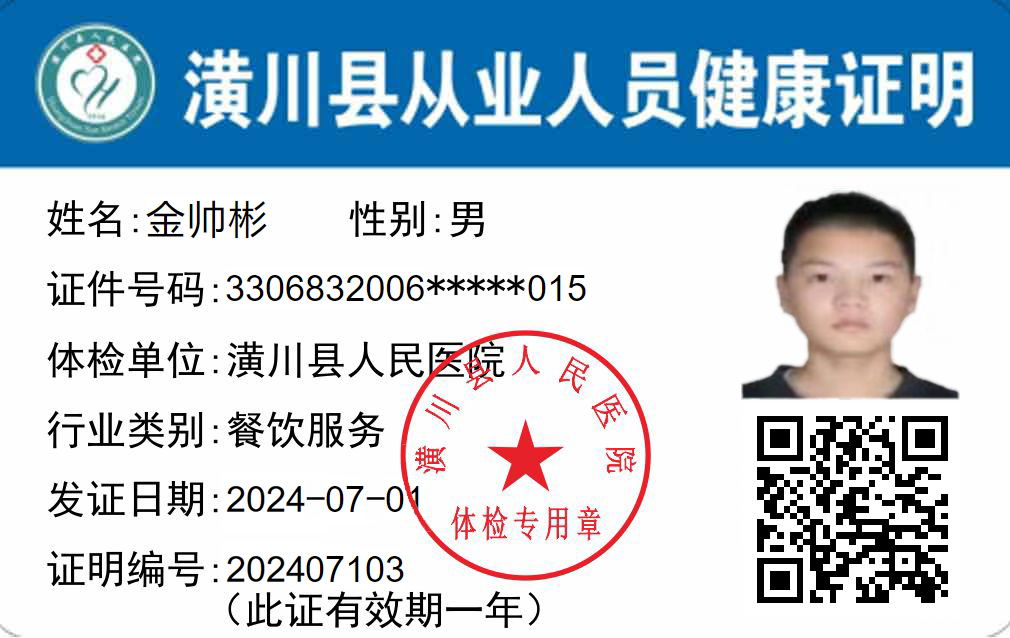 潢川县从业人员健康证明
姓名:金帅彬 性别:男
证件号码:3306832006*****015
体检单位:潢川县人民医院
行业类别:餐饮服务
发证日期:2024-07-01
证明编号:202407103
(此证有效期一年)
潢川县人民医院
体检专用章